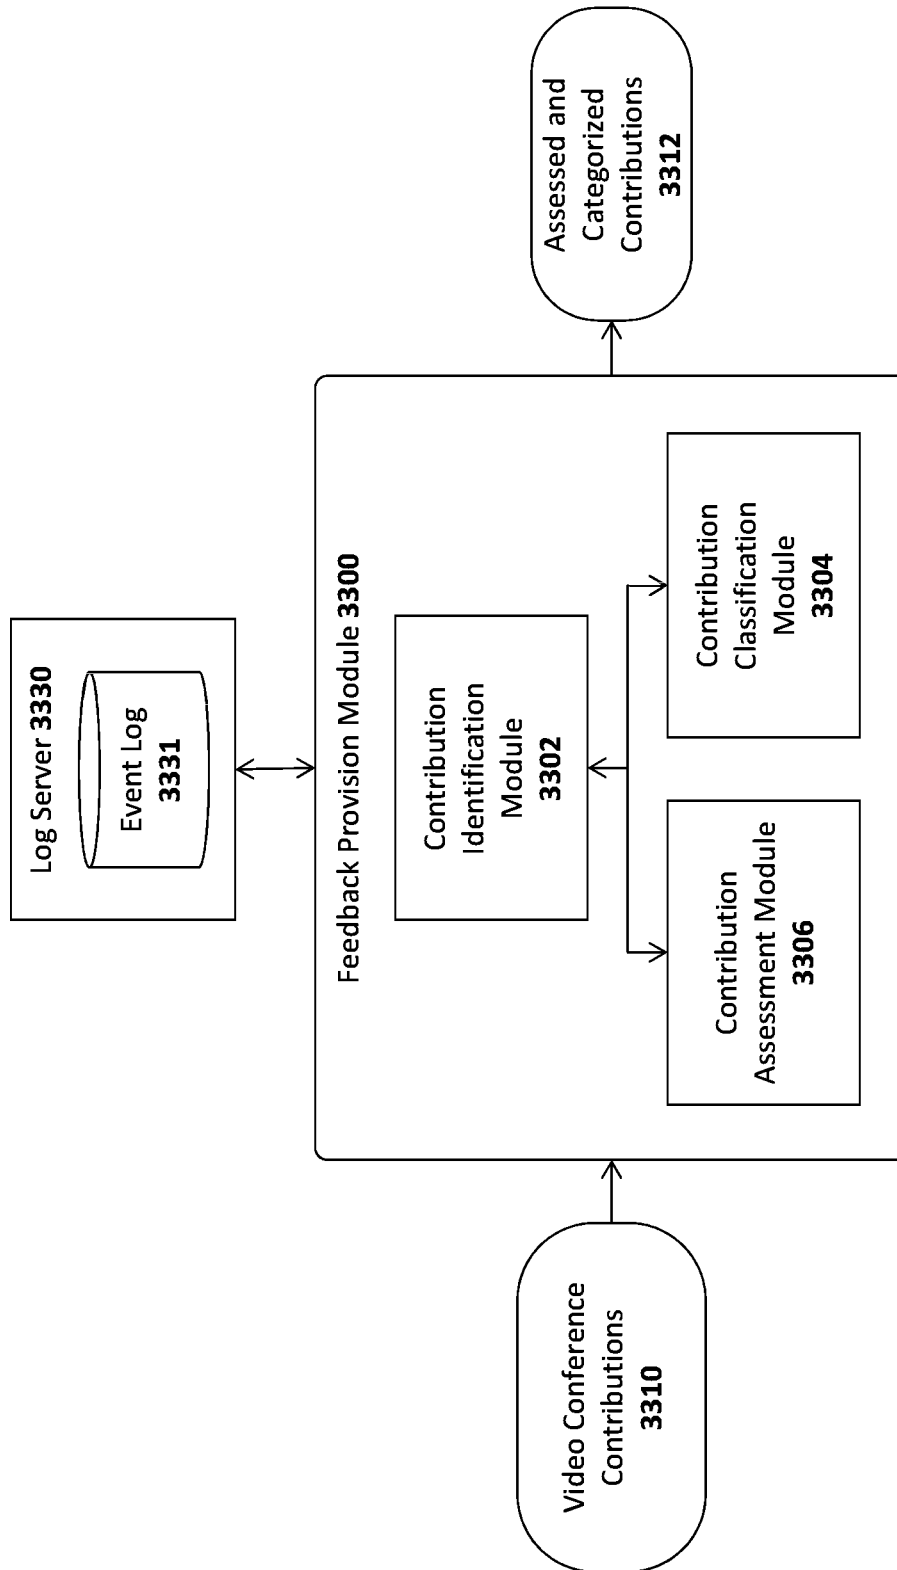 Log Server 3330
Event Log
3331
Feedback Provision Module 3300
Contribution
Identification
Module
3302
Contribution
Assessment Module
3306
Contribution
Classification
Module
3304
Video Conference
Contributions
3310
Assessed and
Categorized
Contributions
3312